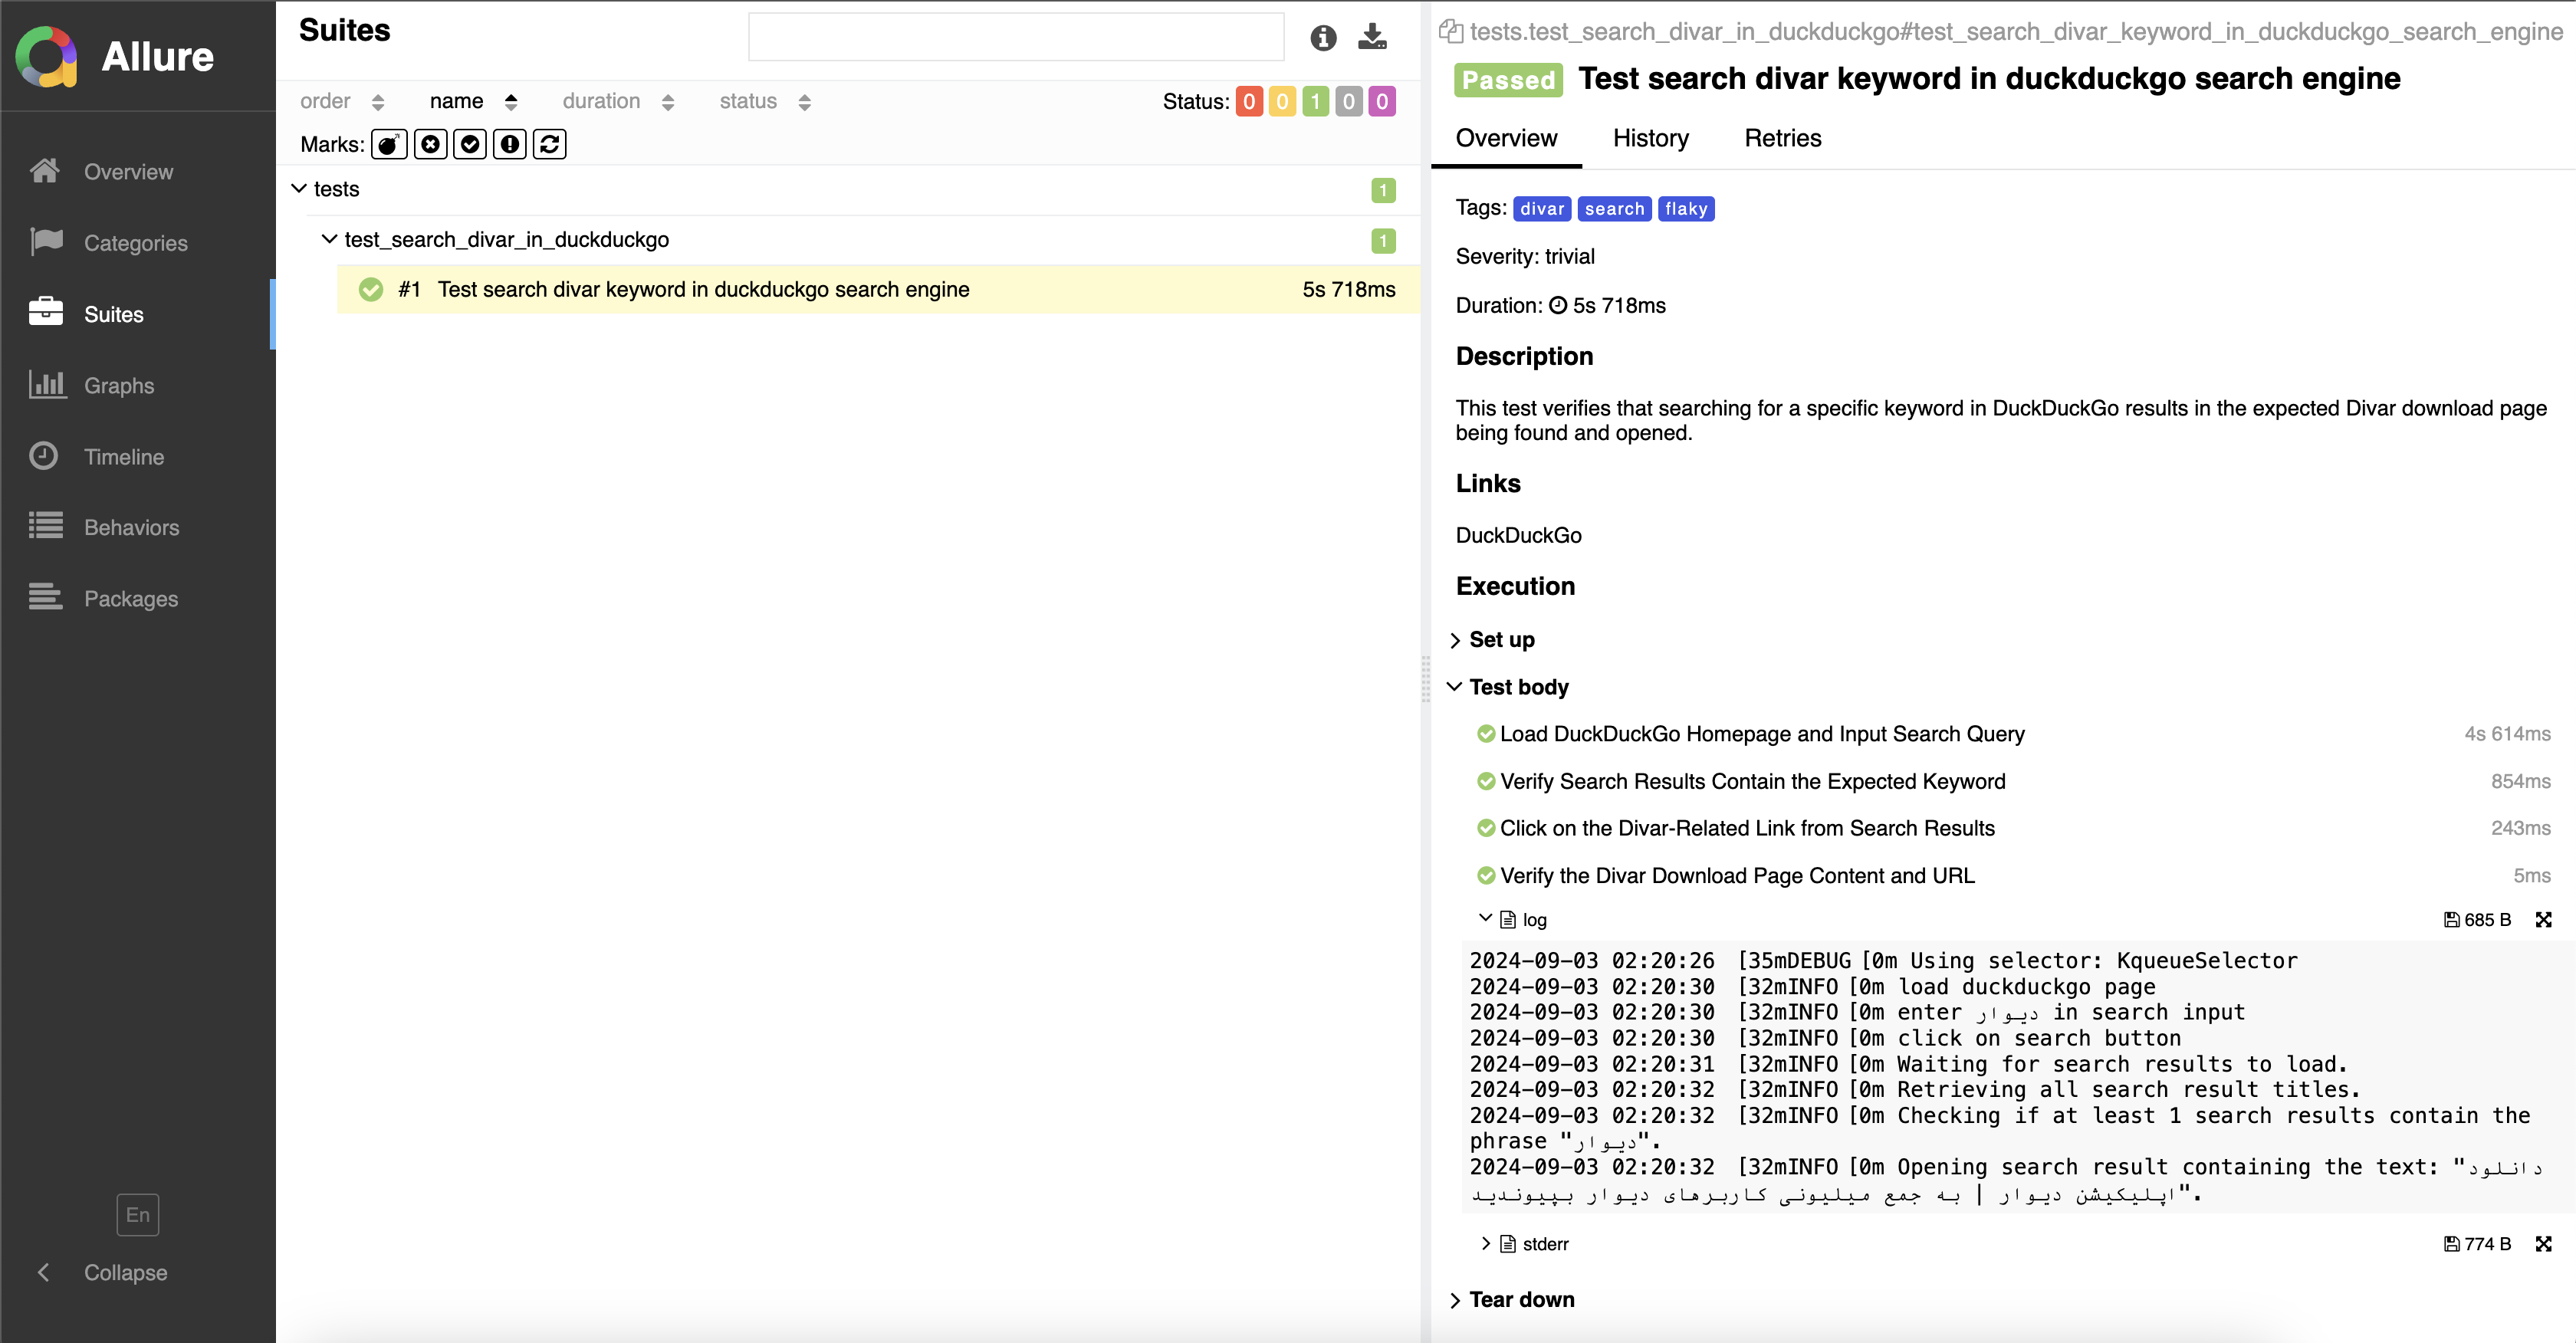 Allure
Overview
Categories
Suites
Graphs
Timeline
Behaviors
Packages
En
Collapse
Suites
order name duration status Status: 0 0 1 0 0
Marks:
tests 1
test_search_divar_in_duckduckgo 1
#1 Test search divar keyword in duckduckgo search engine 5s 718ms
tests.test_search_divar_in_duckduckgo#test_search_divar_keyword_in_duckduckgo_search_engine
Passed Test search divar keyword in duckduckgo search engine
Overview History Retries
Tags: divar search flaky
Severity: trivial
Duration: 5s 718ms
Description
This test verifies that searching for a specific keyword in DuckDuckGo results in the expected Divar download page
being found and opened.
Links
DuckDuckGo
Execution
Set up
Test body
Load DuckDuckGo Homepage and Input Search Query 4s 614ms
Verify Search Results Contain the Expected Keyword 854ms
Click on the Divar-Related Link from Search Results 243ms
Verify the Divar Download Page Content and URL 5ms
log 685 B
2024-09-03 02:20:26 [35mDEBUG [0m Using selector: KqueueSelector
2024-09-03 02:20:30 [32mINFO [0m load duckduckgo page
2024-09-03 02:20:30 [32mINFO [0m enter دیوار in search input
2024-09-03 02:20:30 [32mINFO [0m click on search button
2024-09-03 02:20:31 [32mINFO [0m Waiting for search results to load.
2024-09-03 02:20:32 [32mINFO [0m Retrieving all search result titles.
2024-09-03 02:20:32 [32mINFO [0m Checking if at least 1 search results contain the
phrase "دیوار".
2024-09-03 02:20:32 [32mINFO [0m Opening search result containing the text: "دانلود
اپلیکیشن دیوار | به جمع میلیونی کاربرهای دیوار بپیوندید".
stderr 774 B
Tear down